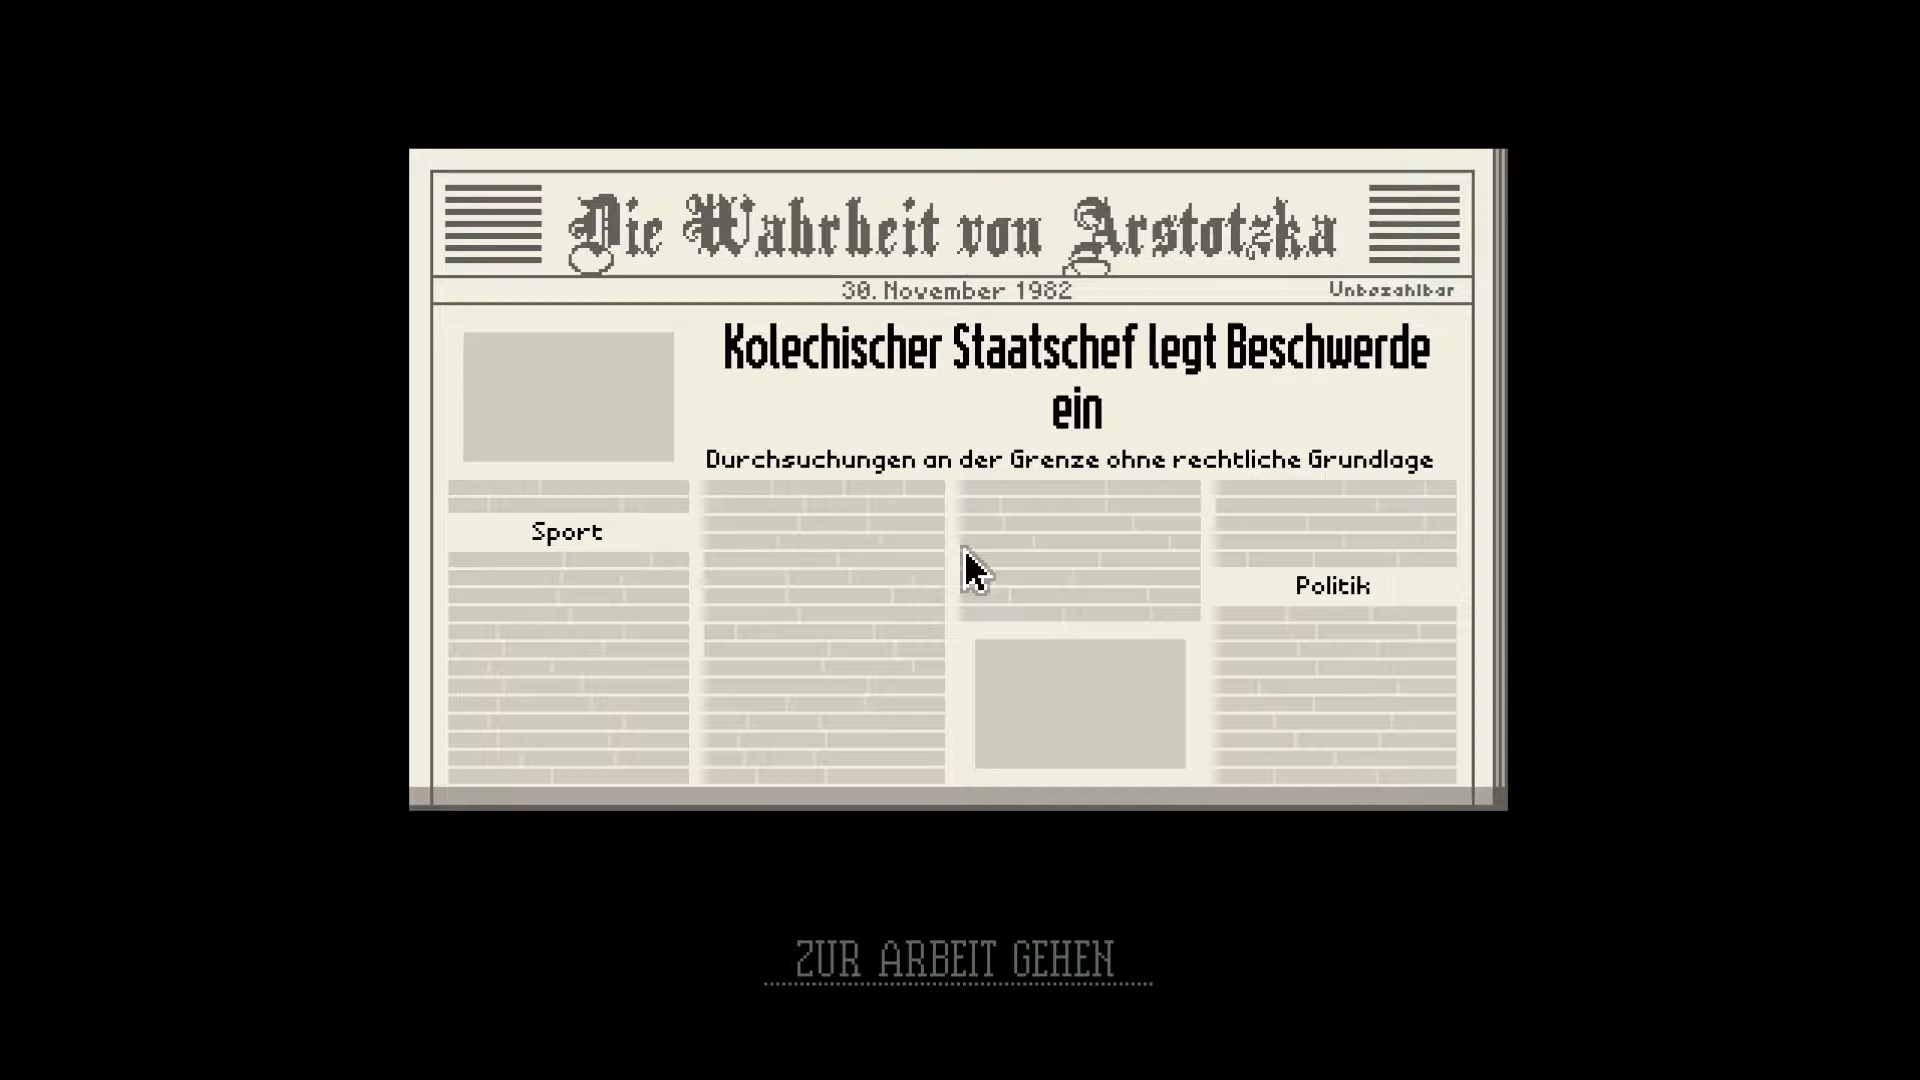 Die Wahrheit von Arstotzka
30. November 1982
Unbezahlbar
Kolechischer Staatschef legt Beschwerde
ein
Durchsuchungen an der Grenze ohne rechtliche Grundlage
Sport
Politik
ZUR ARBEIT GEHEN